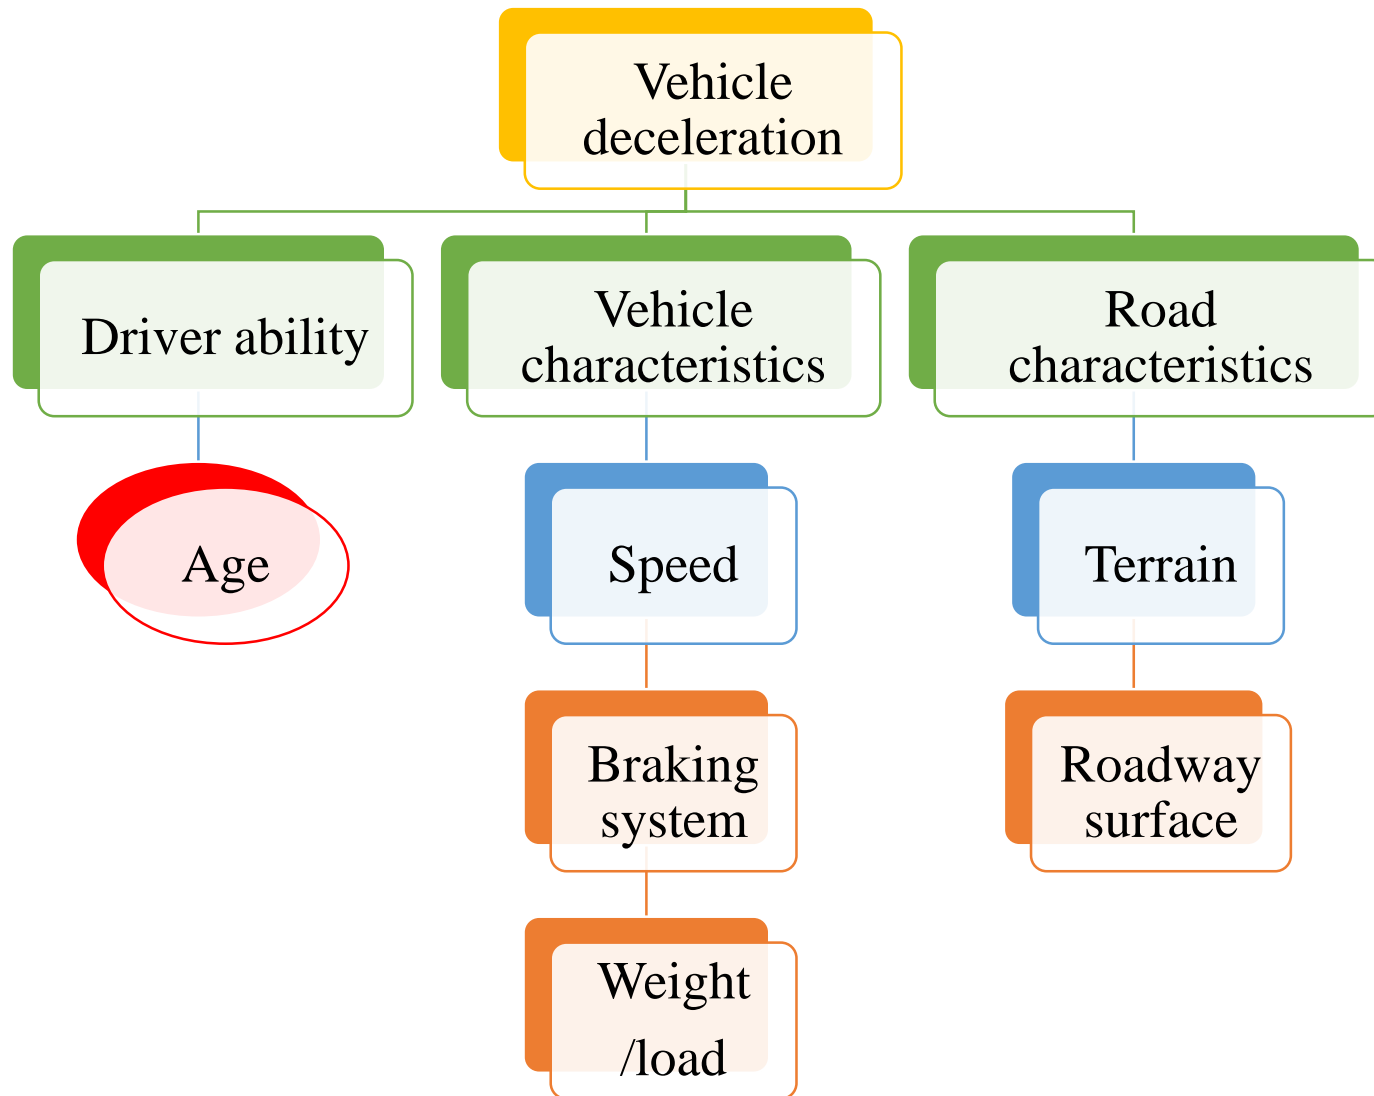 Vehicle
deceleration
Driver ability
Vehicle
characteristics
Road
characteristics
Age
Speed
Terrain
Braking
system
Roadway
surface
Weight
/load